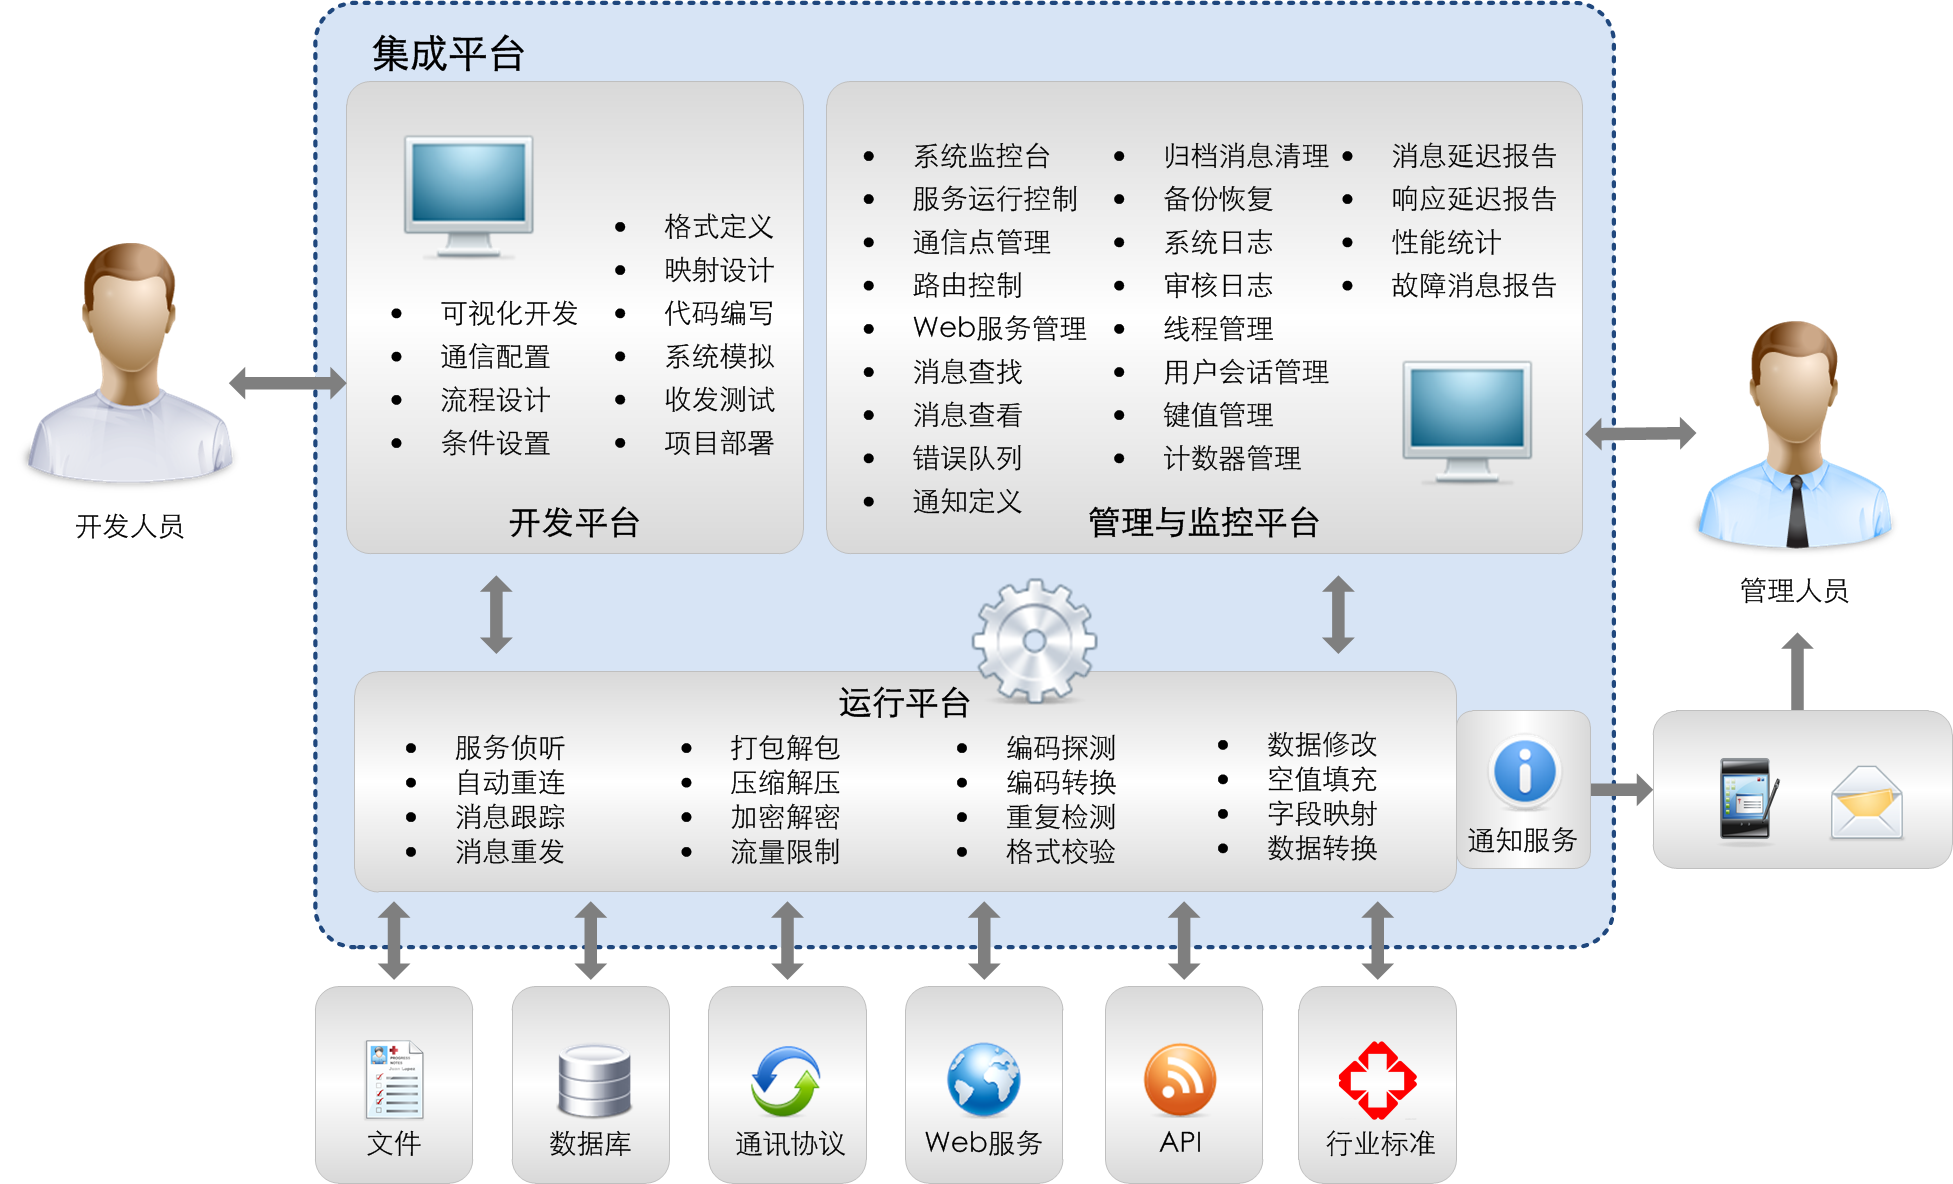 集成平台
可视化开发
通信配置
流程设计
条件设置
格式定义
映射设计
代码编写
系统模拟
收发测试
项目部署
开发平台
系统监控台
服务运行控制
通信点管理
路由控制
Web服务管理
消息查找
消息查看
错误队列
通知定义
归档消息清理
备份恢复
系统日志
审核日志
线程管理
用户会话管理
键值管理
计数器管理
消息延迟报告
响应延迟报告
性能统计
故障消息报告
管理与监控平台
开发人员
管理人员
运行平台
服务侦听
自动重连
消息跟踪
消息重发
打包解包
压缩解压
加密解密
流量限制
编码探测
编码转换
重复检测
格式校验
数据修改
空值填充
字段映射
数据转换
通知服务
PROGRESS
NOTES
文件
数据库
通讯协议
Web服务
API
行业标准